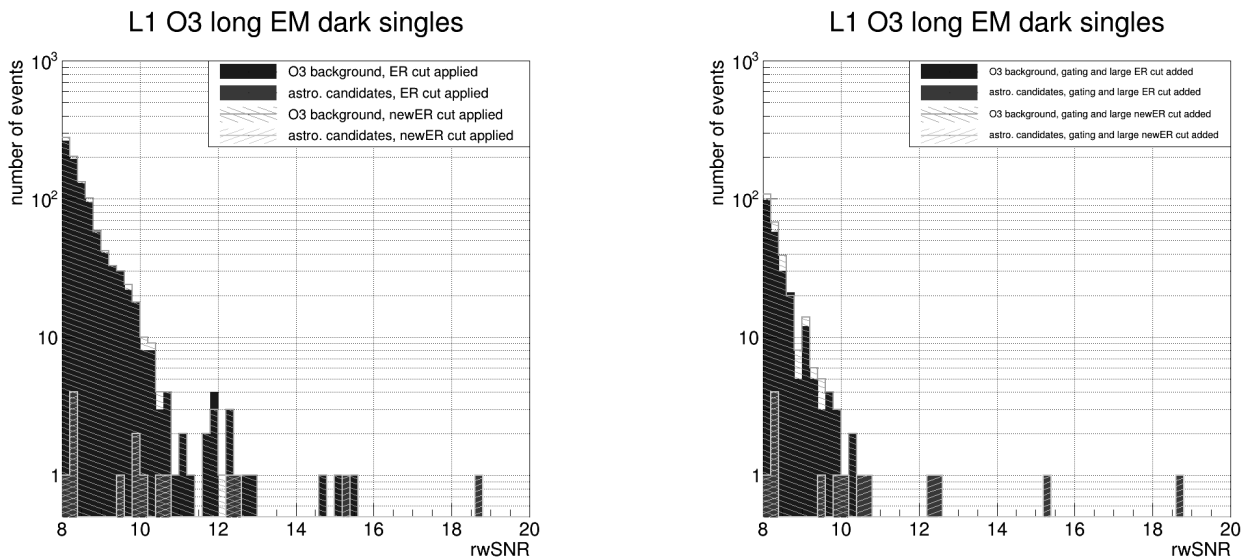 L1 O3 long EM dark singles
number of events
10³
10²
10
1
O3 background, ER cut applied
astro. candidates, ER cut applied
O3 background, newER cut applied
astro. candidates, newER cut applied
8 10 12 14 16 18 20
rwSNR
L1 O3 long EM dark singles
number of events
10³
10²
10
1
O3 background, gating and large ER cut added
astro. candidates, gating and large ER cut added
O3 background, gating and large newER cut added
astro. candidates, gating and large newER cut added
8 10 12 14 16 18 20
rwSNR